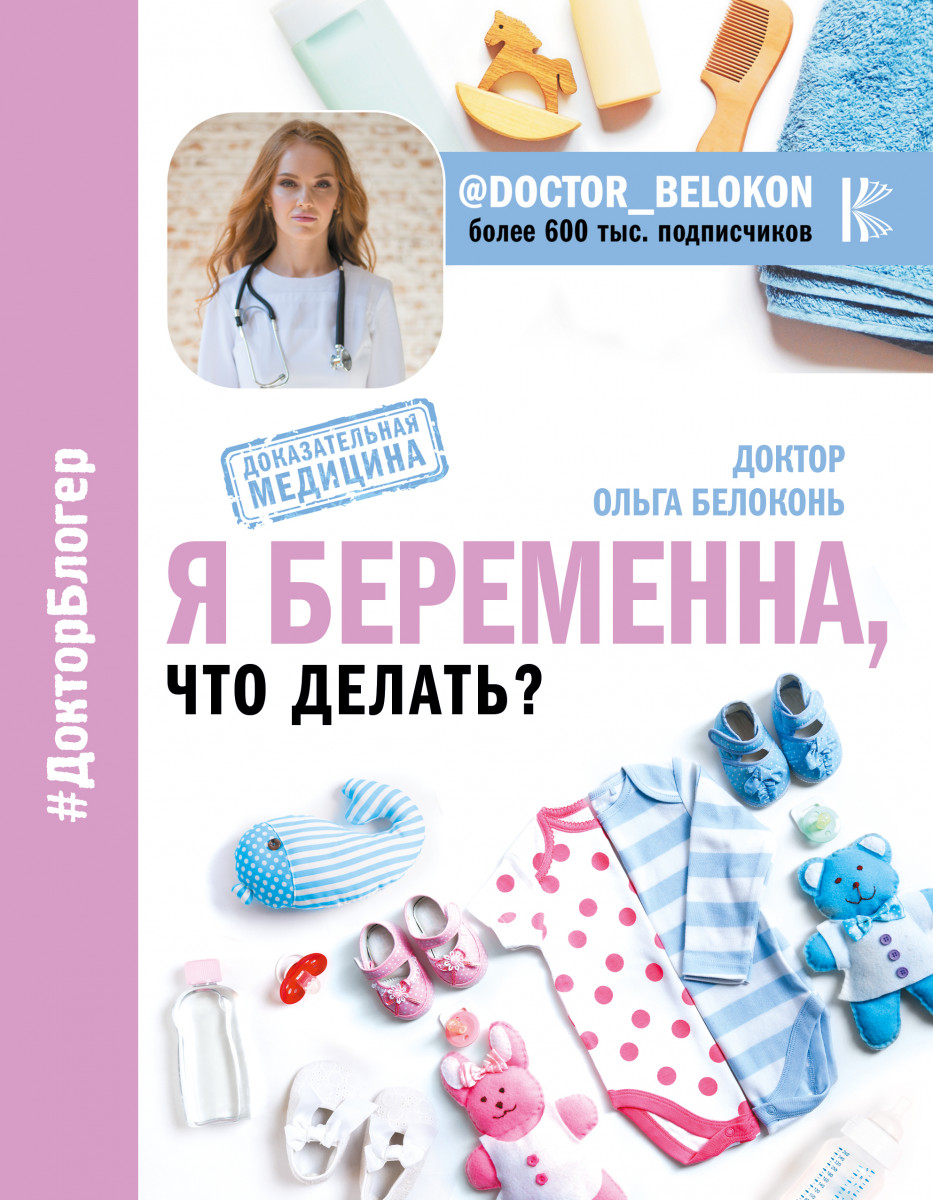 @DOCTOR_BELOKON
более 600 тыс. подписчиков
ДОКАЗАТЕЛЬНАЯ
МЕДИЦИНА
ДОКТОР
ОЛЬГА БЕЛОКОНЬ
Я БЕРЕМЕННА,
ЧТО ДЕЛАТЬ?
#ДокторБлогер